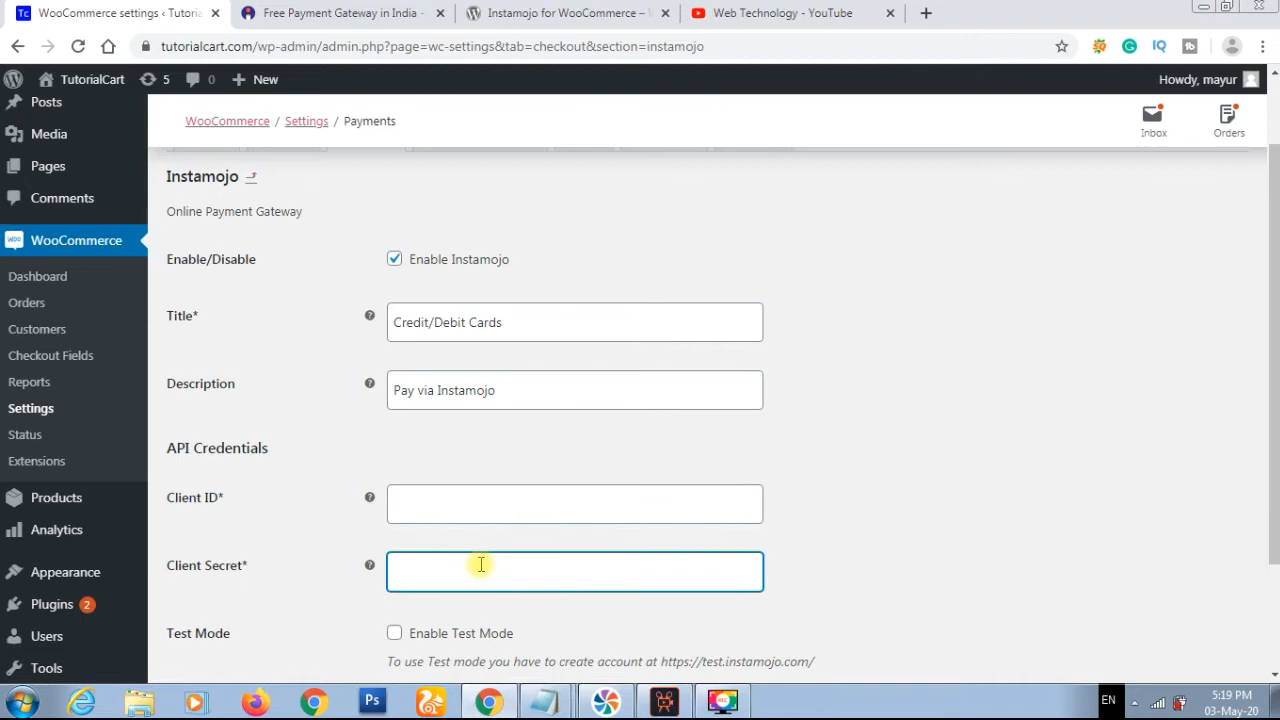 WooCommerce settings ‹ Tutoria
Free Payment Gateway in India -
Instamojo for WooCommerce –
Web Technology - YouTube
tutorialcart.com/wp-admin/admin.php?page=wc-settings&tab=checkout&section=instamojo
TutorialCart 5 0 New Howdy, mayur
WooCommerce / Settings / Payments
Inbox
Orders
Posts
Media
Pages
Comments
WooCommerce
Dashboard
Orders
Customers
Checkout Fields
Reports
Settings
Status
Extensions
Products
Analytics
Appearance
Plugins 2
Users
Tools
Instamojo
Online Payment Gateway
Enable/Disable Enable Instamojo
Title* Credit/Debit Cards
Description Pay via Instamojo
API Credentials
Client ID*
Client Secret*
Test Mode Enable Test Mode
To use Test mode you have to create account at https://test.instamojo.com/
EN
5:19 PM
03-May-20